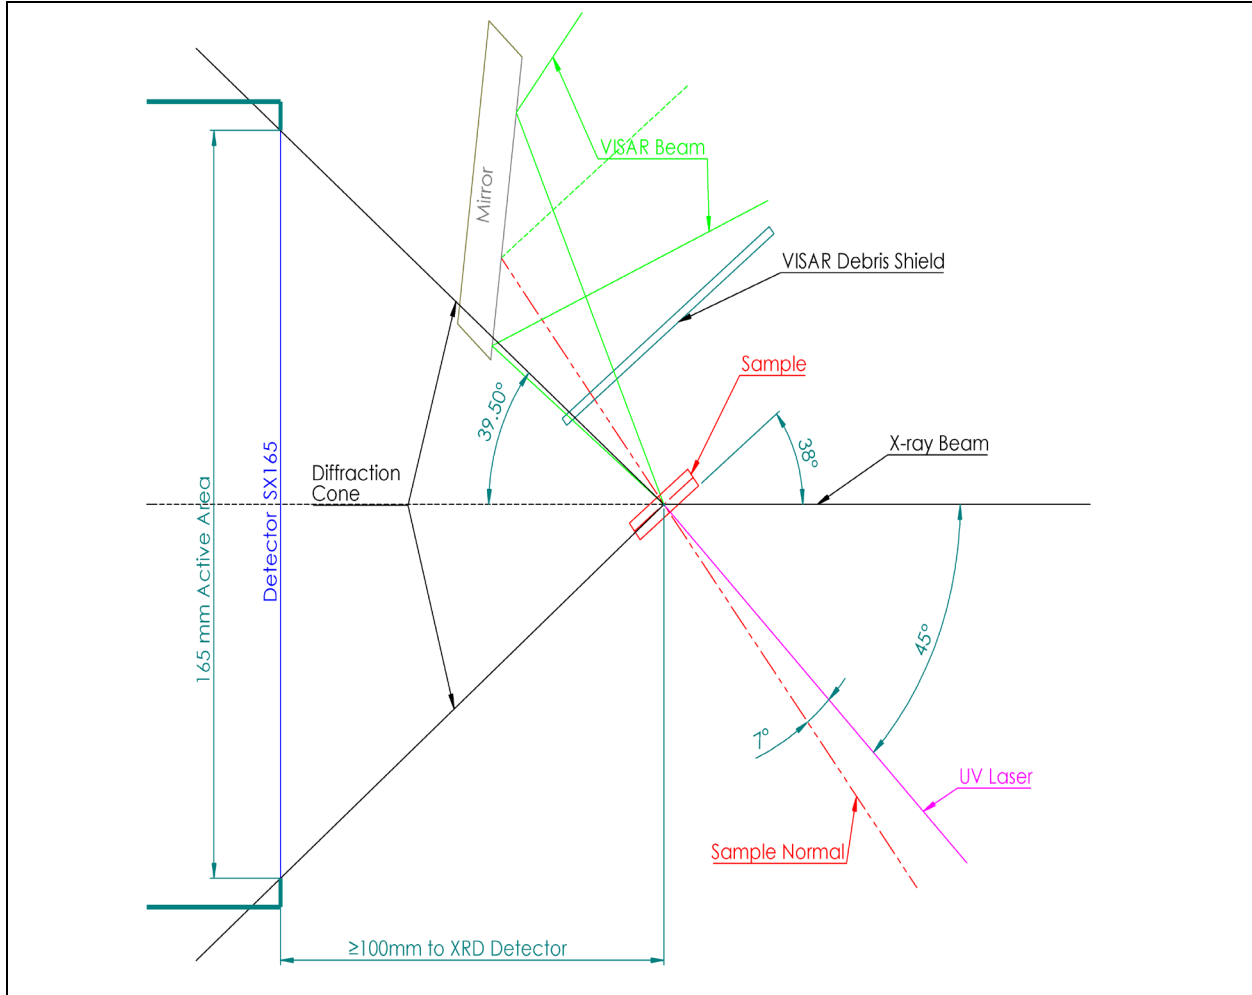 VISAR Beam
Mirror
VISAR Debris Shield
Sample
39.50°
38°
X-ray Beam
Diffraction
Cone
165 mm Active Area
Detector SX165
45°
7°
UV Laser
Sample Normal
≥100mm to XRD Detector